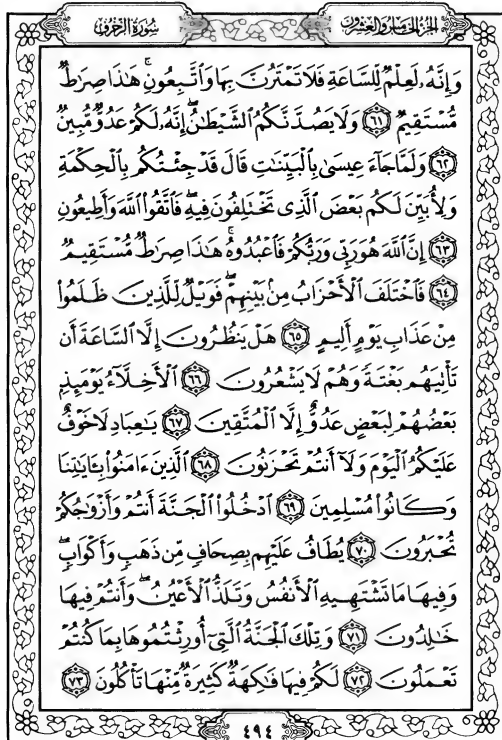 الجزء الخامس والعشرون سورة الزخرف
وَإِنَّهُۥ لَعِلْمٌ لِّلسَّاعَةِ فَلَا تَمْتَرُنَّ بِهَا وَٱتَّبِعُونِ ۚ هَـٰذَا صِرَٰطٌ
مُّسْتَقِيمٌ ٦١ وَلَا يَصُدَّنَّكُمُ ٱلشَّيْطَـٰنُ ۖ إِنَّهُۥ لَكُمْ عَدُوٌّ مُّبِينٌ
٦٢ وَلَمَّا جَآءَ عِيسَىٰ بِٱلْبَيِّنَـٰتِ قَالَ قَدْ جِئْتُكُم بِٱلْحِكْمَةِ
وَلِأُبَيِّنَ لَكُم بَعْضَ ٱلَّذِى تَخْتَلِفُونَ فِيهِ ۖ فَٱتَّقُوا۟ ٱللَّهَ وَأَطِيعُونِ
٦٣ إِنَّ ٱللَّهَ هُوَ رَبِّى وَرَبُّكُمْ فَٱعْبُدُوهُ ۚ هَـٰذَا صِرَٰطٌ مُّسْتَقِيمٌ
٦٤ فَٱخْتَلَفَ ٱلْأَحْزَابُ مِنۢ بَيْنِهِمْ ۖ فَوَيْلٌ لِّلَّذِينَ ظَلَمُوا۟
مِنْ عَذَابِ يَوْمٍ أَلِيمٍ ٦٥ هَلْ يَنظُرُونَ إِلَّا ٱلسَّاعَةَ أَن
تَأْتِيَهُم بَغْتَةً وَهُمْ لَا يَشْعُرُونَ ٦٦ ٱلْأَخِلَّآءُ يَوْمَئِذٍۭ
بَعْضُهُمْ لِبَعْضٍ عَدُوٌّ إِلَّا ٱلْمُتَّقِينَ ٦٧ يَـٰعِبَادِ لَا خَوْفٌ
عَلَيْكُمُ ٱلْيَوْمَ وَلَآ أَنتُمْ تَحْزَنُونَ ٦٨ ٱلَّذِينَ ءَامَنُوا۟ بِـَٔايَـٰتِنَا
وَكَانُوا۟ مُسْلِمِينَ ٦٩ ٱدْخُلُوا۟ ٱلْجَنَّةَ أَنتُمْ وَأَزْوَٰجُكُمْ
تُحْبَرُونَ ٧٠ يُطَافُ عَلَيْهِم بِصِحَافٍ مِّن ذَهَبٍ وَأَكْوَابٍ ۖ
وَفِيهَا مَا تَشْتَهِيهِ ٱلْأَنفُسُ وَتَلَذُّ ٱلْأَعْيُنُ ۖ وَأَنتُمْ فِيهَا
خَـٰلِدُونَ ٧١ وَتِلْكَ ٱلْجَنَّةُ ٱلَّتِىٓ أُورِثْتُمُوهَا بِمَا كُنتُمْ
تَعْمَلُونَ ٧٢ لَكُمْ فِيهَا فَـٰكِهَةٌ كَثِيرَةٌ مِّنْهَا تَأْكُلُونَ ٧٣
٤٩٤